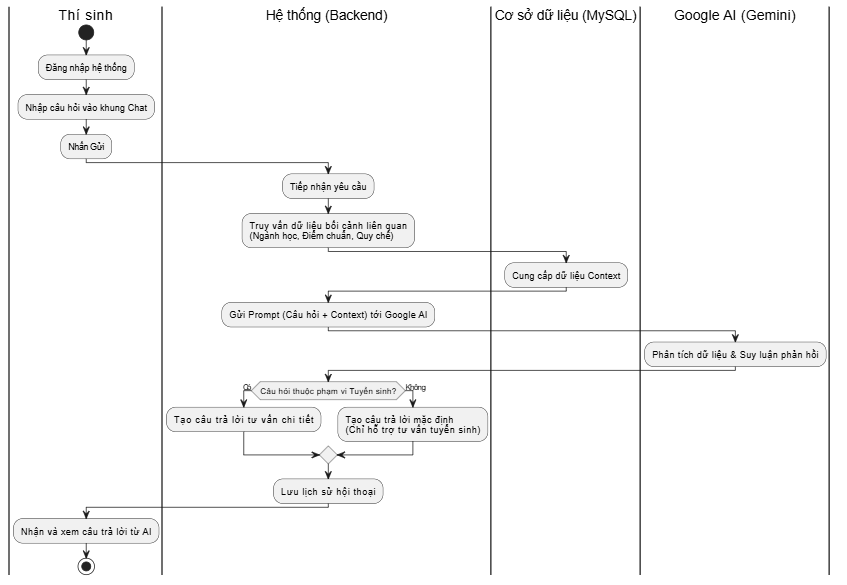 Thí sinh
Hệ thống (Backend)
Cơ sở dữ liệu (MySQL)
Google AI (Gemini)
Đăng nhập hệ thống
Nhập câu hỏi vào khung Chat
Nhấn Gửi
Tiếp nhận yêu cầu
Truy vấn dữ liệu bối cảnh liên quan
(Ngành học, Điểm chuẩn, Quy chế)
Cung cấp dữ liệu Context
Gửi Prompt (Câu hỏi + Context) tới Google AI
Phân tích dữ liệu & Suy luận phản hồi
Có
Câu hỏi thuộc phạm vi Tuyển sinh?
Không
Tạo câu trả lời tư vấn chi tiết
Tạo câu trả lời mặc định
(Chỉ hỗ trợ tư vấn tuyển sinh)
Lưu lịch sử hội thoại
Nhận và xem câu trả lời từ AI